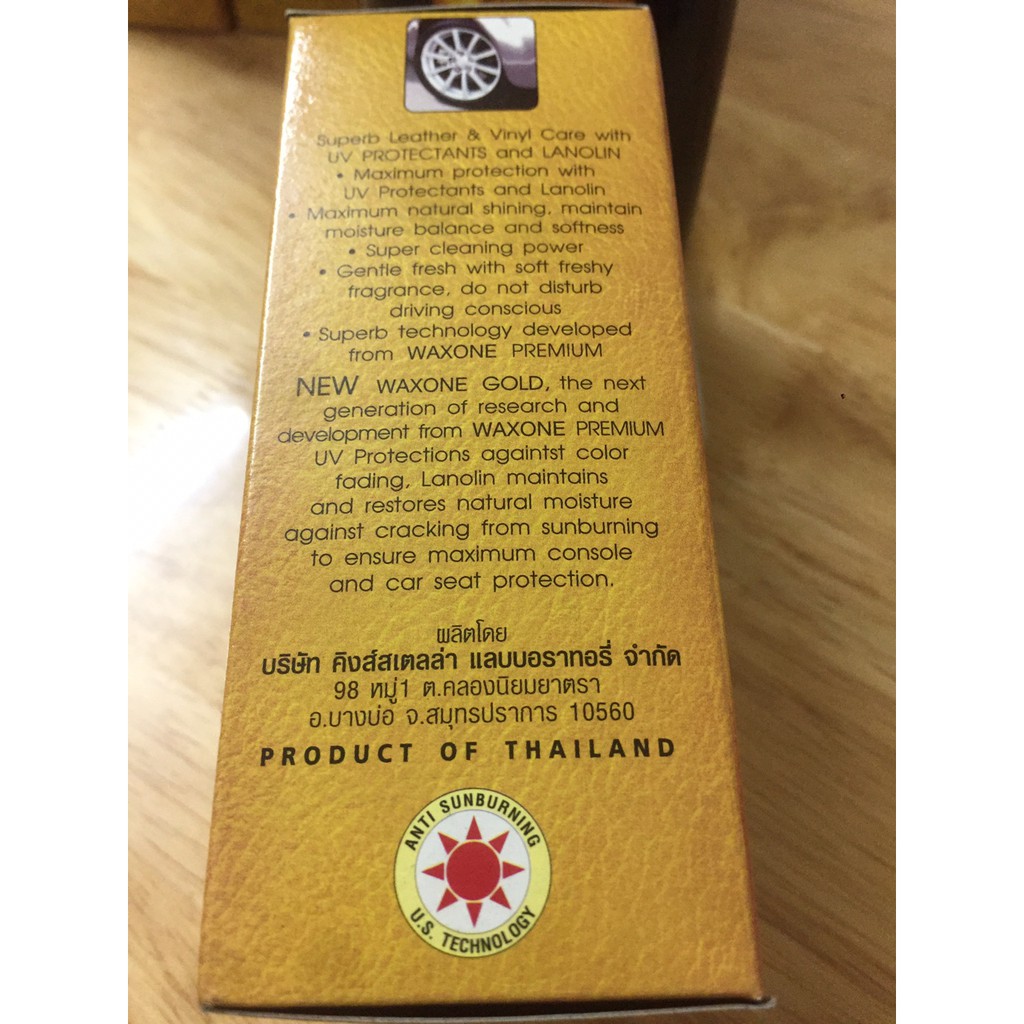 Superb Leather & Vinyl Care with
UV PROTECTANTS and LANOLIN
• Maximum protection with
UV Protectants and Lanolin
• Maximum natural shining, maintain
moisture balance and softness
• Super cleaning power
• Gentle fresh with soft freshy
fragrance, do not disturb
driving conscious
• Superb technology developed
from WAXONE PREMIUM
NEW WAXONE GOLD, the next
generation of research and
development from WAXONE PREMIUM
UV Protections againtst color
fading, Lanolin maintains
and restores natural moisture
against cracking from sunburning
to ensure maximum console
and car seat protection.
ผลิตโดย
บริษัท คิงส์สเตลล่า แลบบอราทอรี่ จำกัด
98 หมู่1 ต.คลองนิยมยาตรา
อ.บางบ่อ จ.สมุทรปราการ 10560
PRODUCT OF THAILAND
ANTI SUNBURNING
U.S. TECHNOLOGY